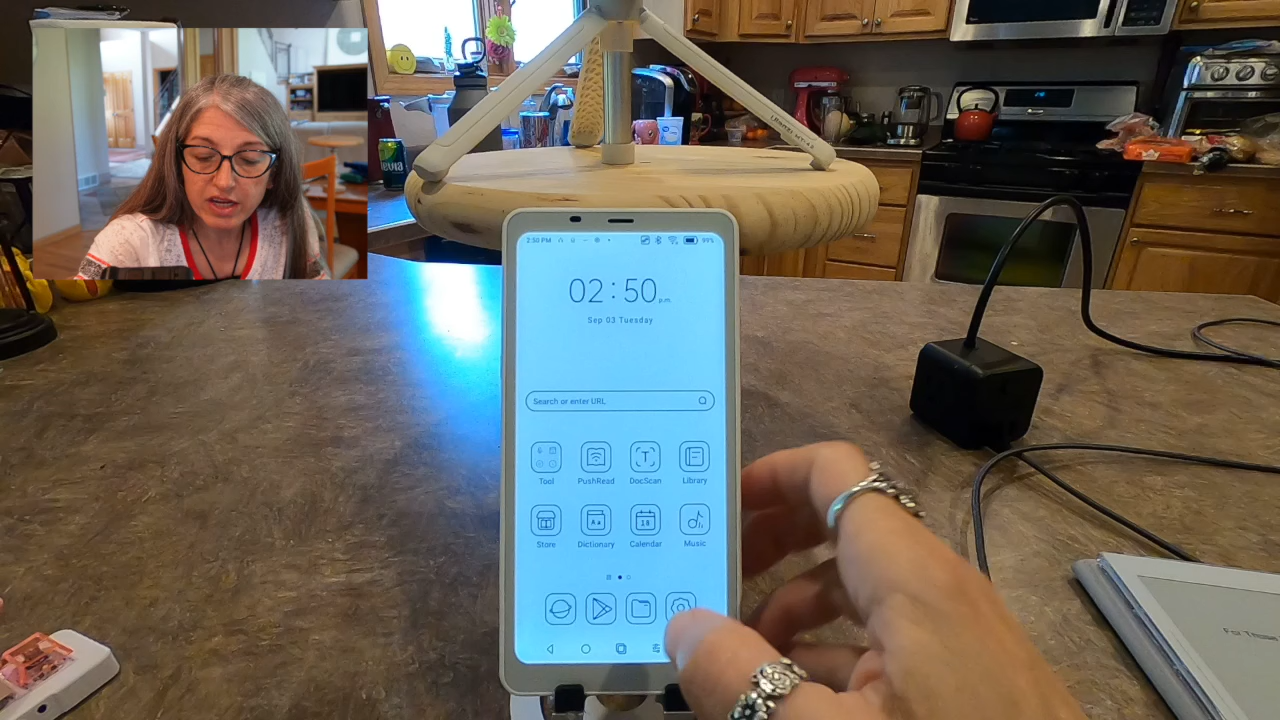 2:50 PM
99%
02:50 p.m.
Sep 03 Tuesday
Search or enter URL
Tool PushRead DocScan Library
Store Dictionary Calendar Music